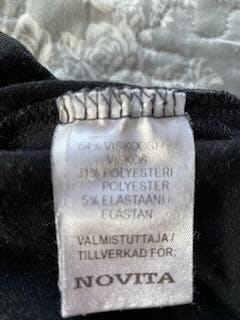 64% VISKOOSI/
VISKOS
31% POLYESTERI/
POLYESTER
5% ELASTAANI/
ELASTAN
VALMISTUTTAJA/
TILLVERKAD FÖR:
NOVITA